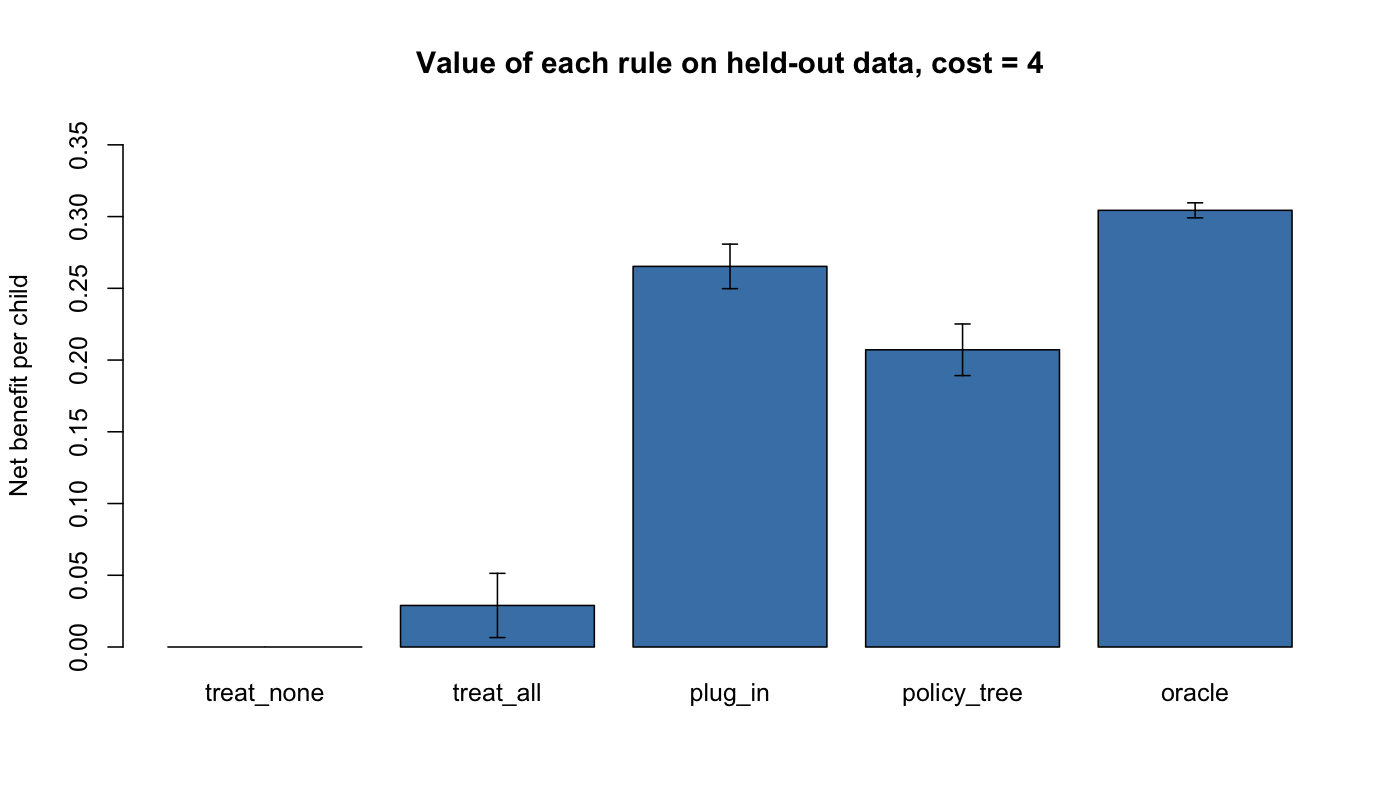 Value of each rule on held-out data, cost = 4
Net benefit per child
0.35
0.30
0.25
0.20
0.15
0.10
0.05
0.00
treat_none treat_all plug_in policy_tree oracle